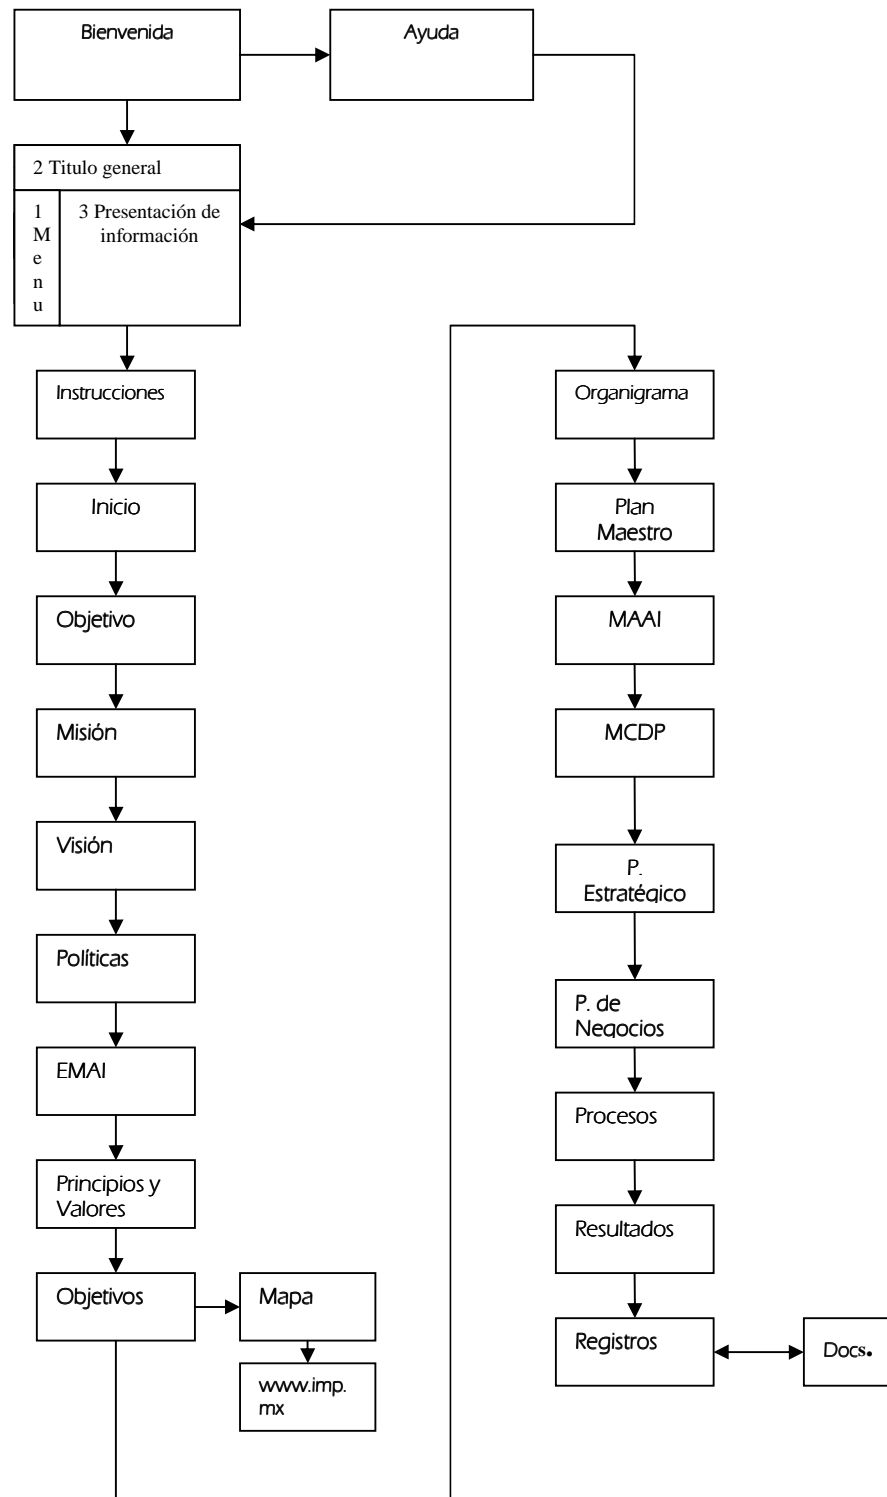 Bienvenida
Ayuda
2 Titulo general
1
M
e
n
u
3 Presentación de
información
Instrucciones
Inicio
Objetivo
Misión
Visión
Políticas
EMAI
Principios y
Valores
Objetivos
Mapa
www.imp.
mx
Organigrama
Plan
Maestro
MAAI
MCDP
P.
Estratégico
P. de
Negocios
Procesos
Resultados
Registros
Docs.